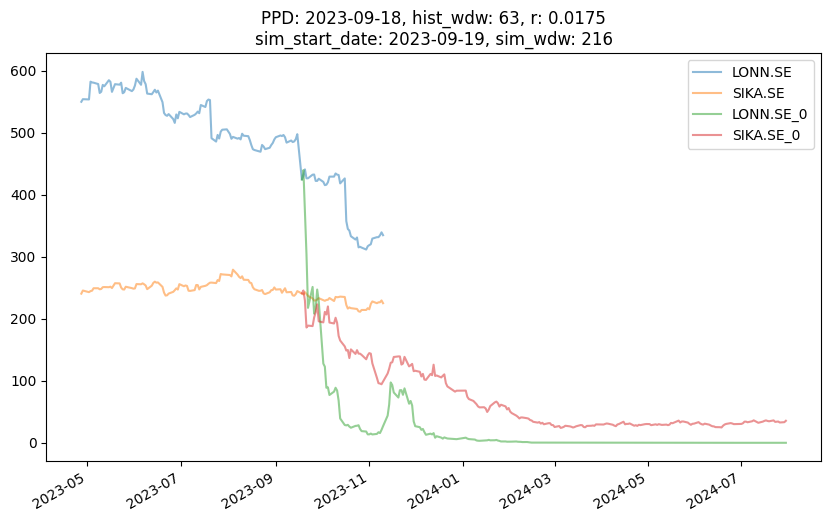 PPD: 2023-09-18, hist_wdw: 63, r: 0.0175
sim_start_date: 2023-09-19, sim_wdw: 216
LONN.SE
SIKA.SE
LONN.SE_0
SIKA.SE_0
600
500
400
300
200
100
0
2023-05
2023-07
2023-09
2023-11
2024-01
2024-03
2024-05
2024-07